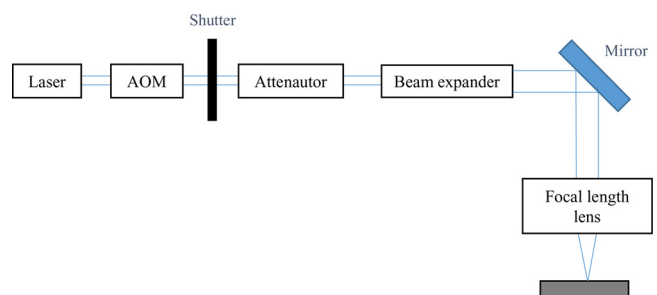 Shutter
Mirror
Laser
AOM
Attenautor
Beam expander
Focal length
lens